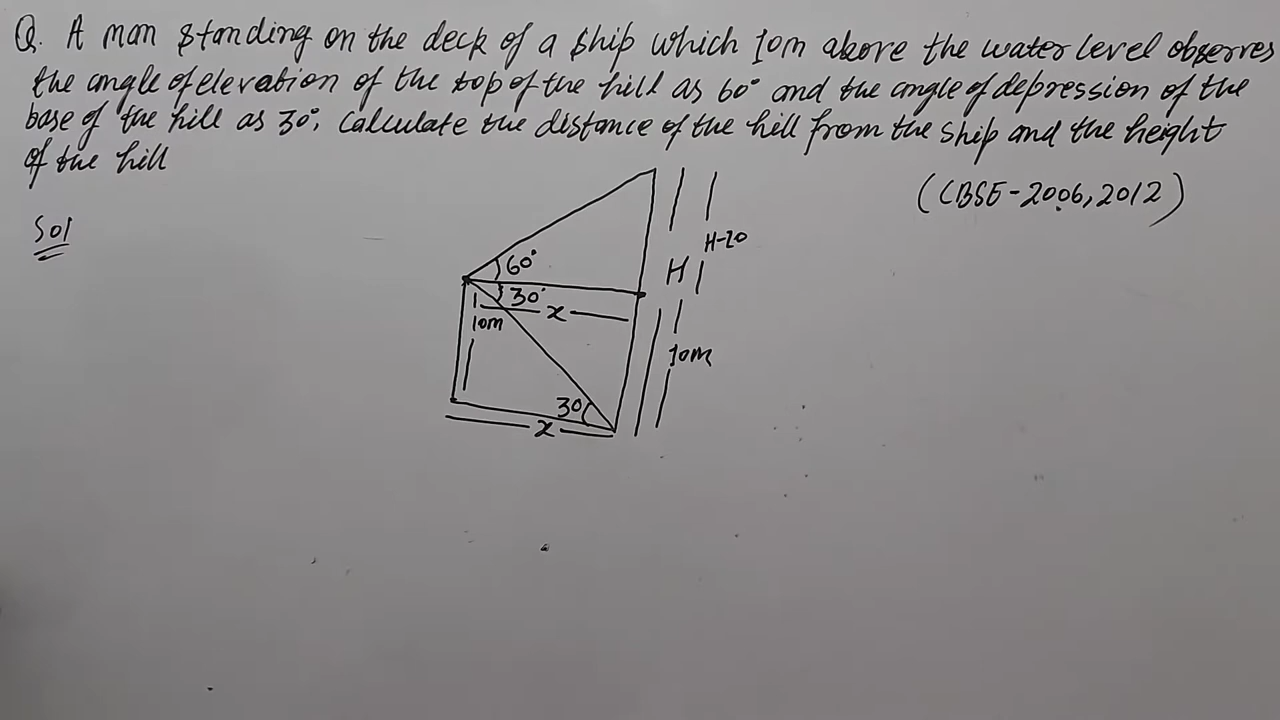 Q. A man standing on the deck of a ship which 10m above the water level observes
the angle of elevation of the top of the hill as 60° and the angle of depression of the
base of the hill as 30°, Calculate the distance of the hill from the ship and the height
of the hill
(CBSE-2006, 2012)
Sol
H-10
60°
H
30°
x
10m
10m
30
x